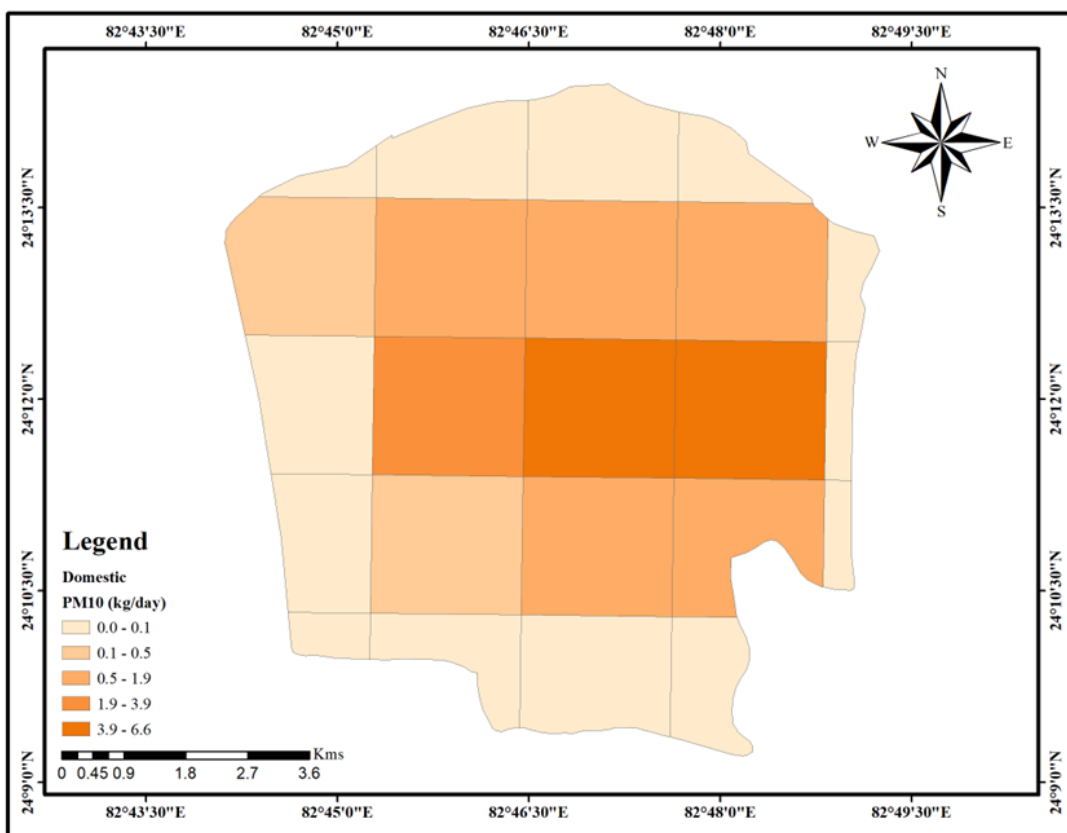 82°43'30"E 82°45'0"E 82°46'30"E 82°48'0"E 82°49'30"E
N
W E
S
24°13'30"N 24°13'30"N
24°12'0"N 24°12'0"N
24°10'30"N 24°10'30"N
24°9'0"N 24°9'0"N
Legend
Domestic
PM10 (kg/day)
0.0 - 0.1
0.1 - 0.5
0.5 - 1.9
1.9 - 3.9
3.9 - 6.6
Kms
0 0.45 0.9 1.8 2.7 3.6
82°43'30"E 82°45'0"E 82°46'30"E 82°48'0"E 82°49'30"E